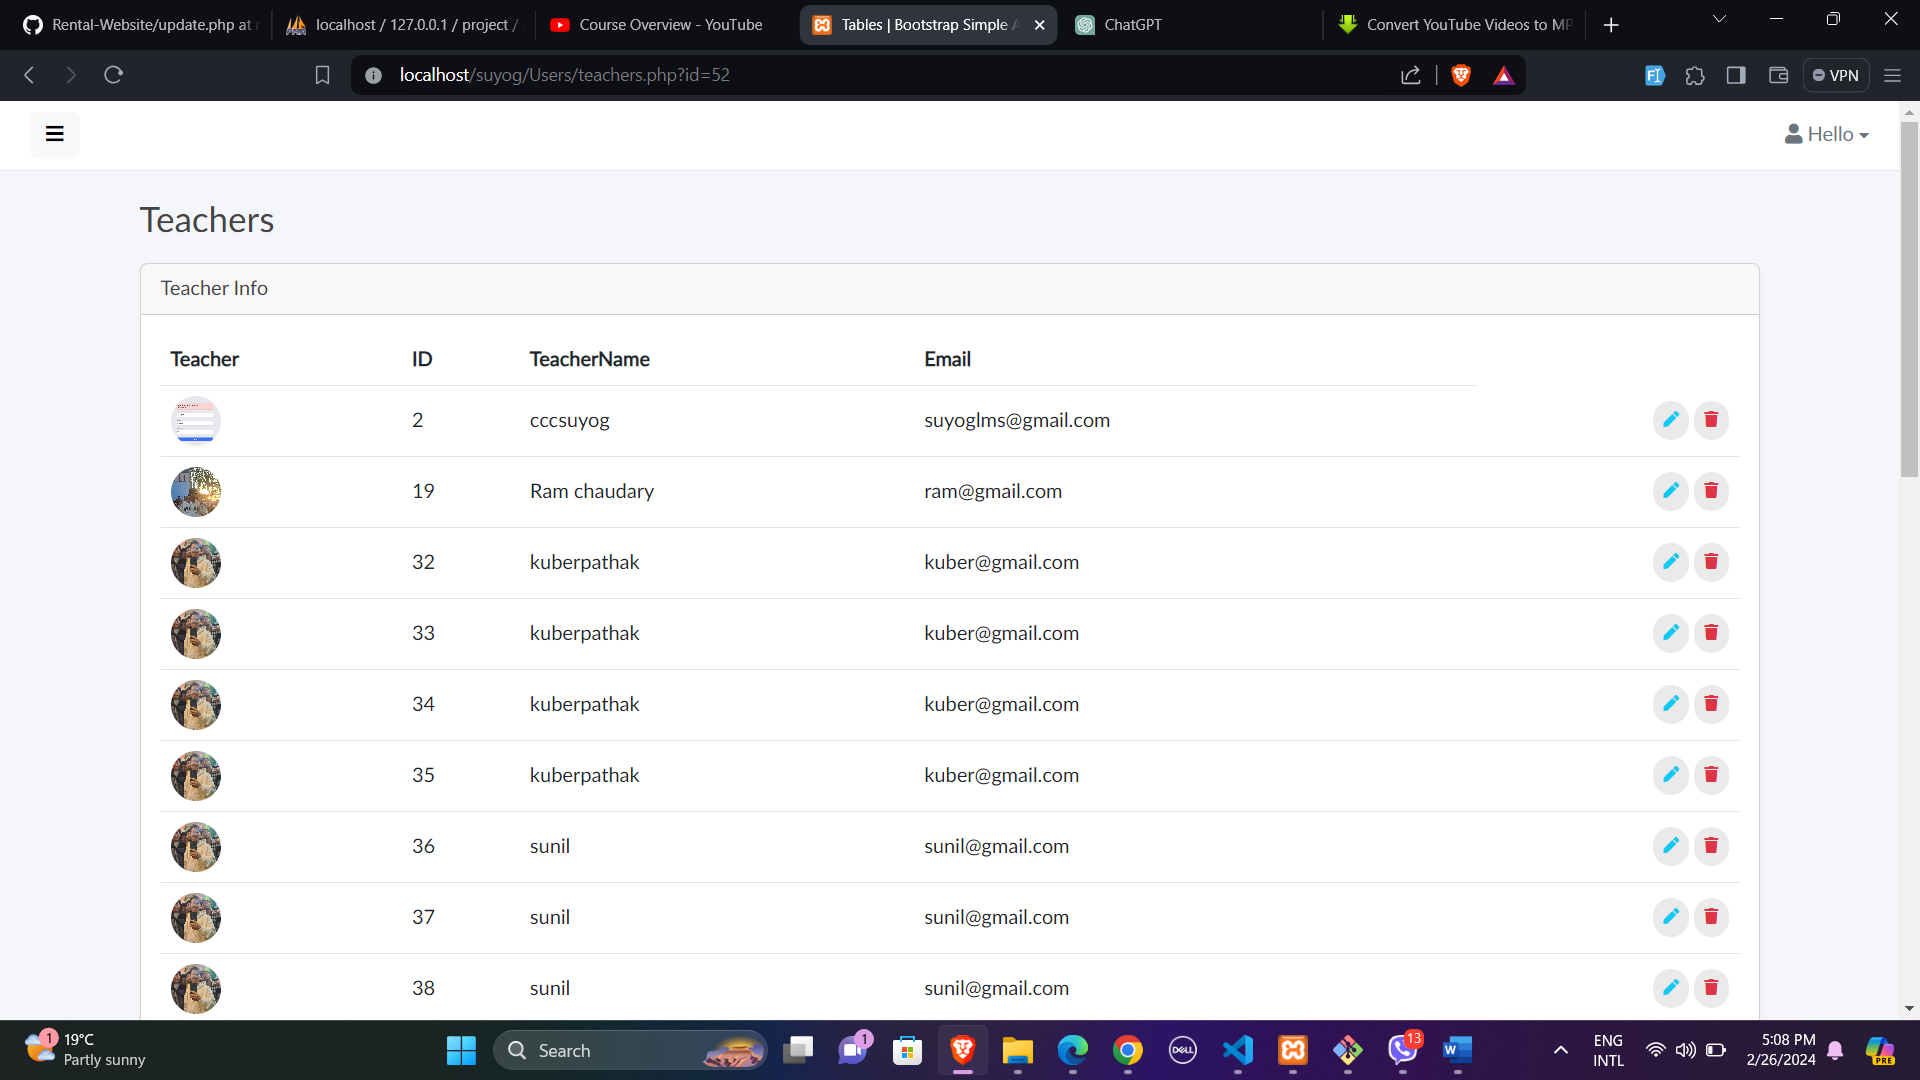 Rental-Website/update.php at
localhost / 127.0.0.1 / project /
Course Overview - YouTube
Tables | Bootstrap Simple
ChatGPT
Convert YouTube Videos to MP
localhost/suyog/Users/teachers.php?id=52
VPN
Hello
Teachers
Teacher Info
Teacher ID TeacherName Email
2 cccsuyog suyoglms@gmail.com
19 Ram chaudary ram@gmail.com
32 kuberpathak kuber@gmail.com
33 kuberpathak kuber@gmail.com
34 kuberpathak kuber@gmail.com
35 kuberpathak kuber@gmail.com
36 sunil sunil@gmail.com
37 sunil sunil@gmail.com
38 sunil sunil@gmail.com
1
19°C
Partly sunny
Search
1
DELL
13
W
ENG
INTL
5:08 PM
2/26/2024
PRE